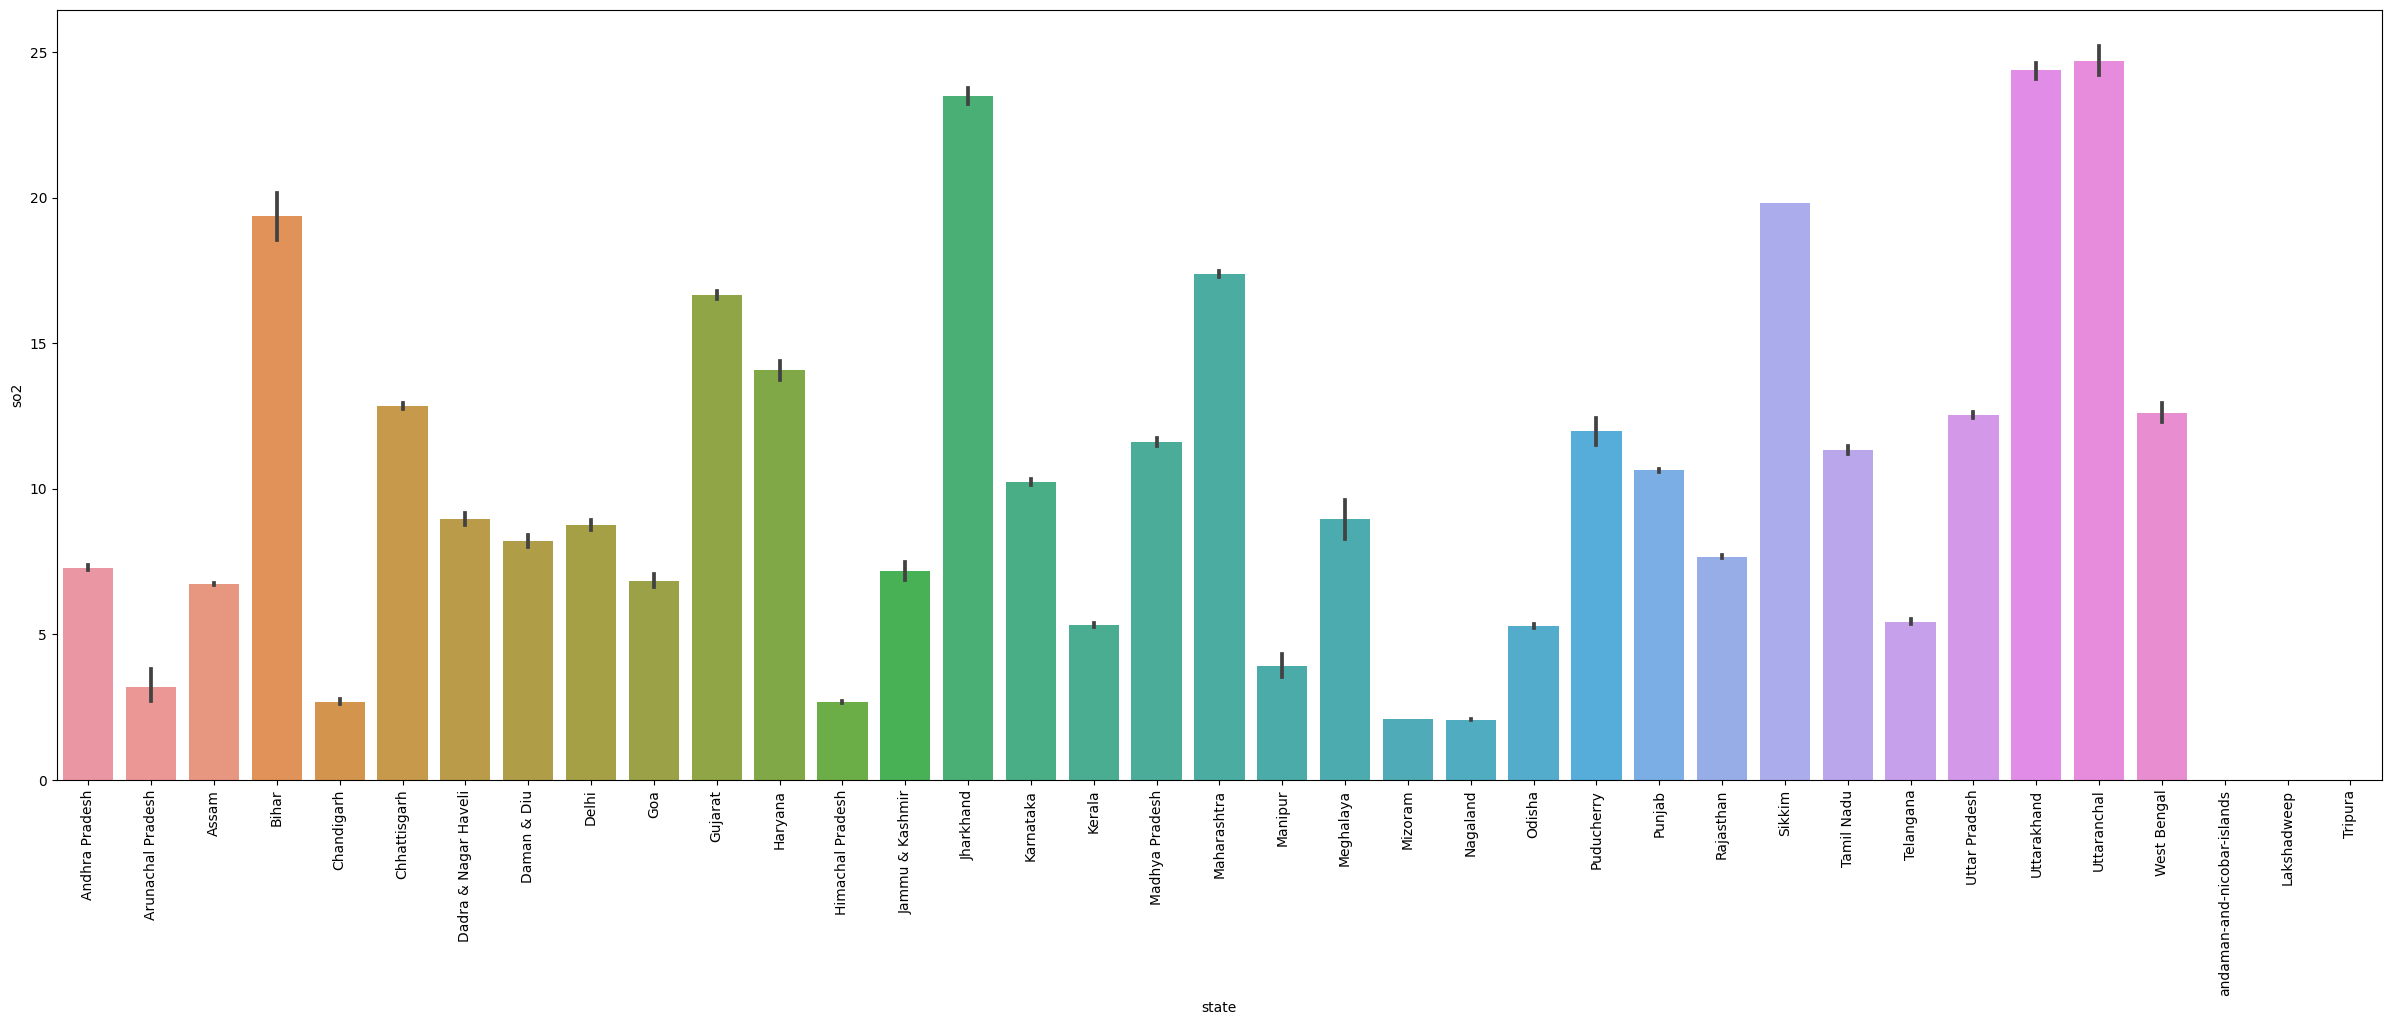 25
20
15
10
5
0
so2
Andhra Pradesh
Arunachal Pradesh
Assam
Bihar
Chandigarh
Chhattisgarh
Dadra & Nagar Haveli
Daman & Diu
Delhi
Goa
Gujarat
Haryana
Himachal Pradesh
Jammu & Kashmir
Jharkhand
Karnataka
Kerala
Madhya Pradesh
Maharashtra
Manipur
Meghalaya
Mizoram
Nagaland
Odisha
Puducherry
Punjab
Rajasthan
Sikkim
Tamil Nadu
Telangana
Uttar Pradesh
Uttarakhand
Uttaranchal
West Bengal
andaman-and-nicobar-islands
Lakshadweep
Tripura
state